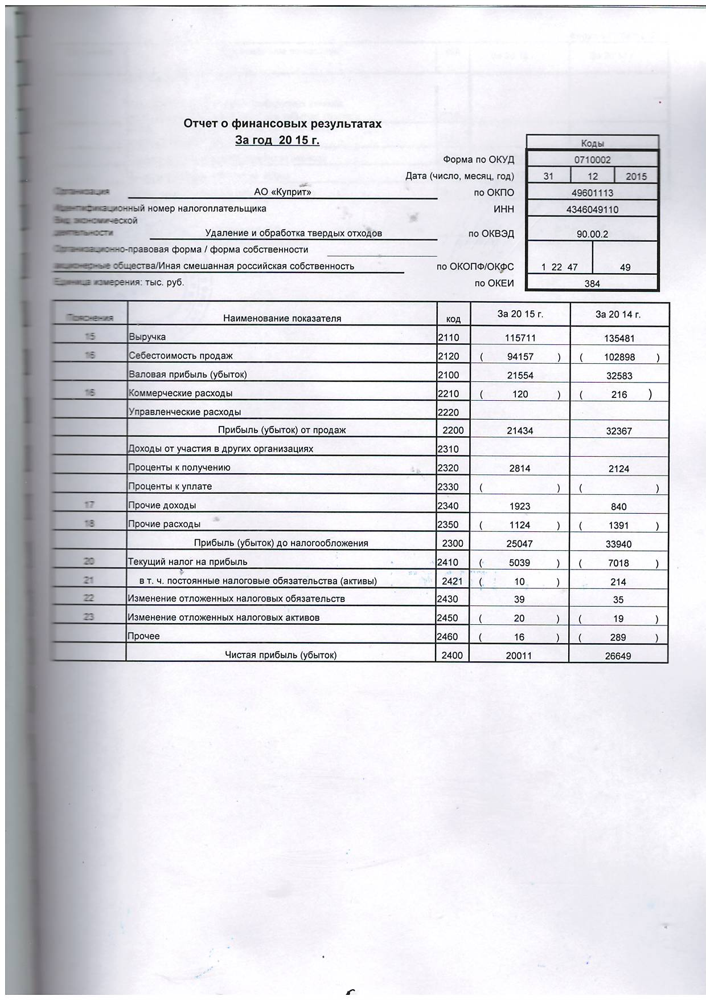 Отчет о финансовых результатах
За год 20 15 г.
Коды
Форма по ОКУД 0710002
Дата (число, месяц, год) 31 12 2015
Организация АО «Куприт» по ОКПО 49601113
Идентификационный номер налогоплательщика ИНН 4346049110
Вид экономической
деятельности Удаление и обработка твердых отходов по ОКВЭД 90.00.2
Организационно-правовая форма / форма собственности
акционерные общества/Иная смешанная российская собственность по ОКОПФ/ОКФС 1 22 47 49
Единица измерения: тыс. руб. по ОКЕИ 384
Пояснения Наименование показателя код За 20 15 г. За 20 14 г.
15 Выручка 2110 115711 135481
16 Себестоимость продаж 2120 ( 94157 ) ( 102898 )
Валовая прибыль (убыток) 2100 21554 32583
16 Коммерческие расходы 2210 ( 120 ) ( 216 )
Управленческие расходы 2220
Прибыль (убыток) от продаж 2200 21434 32367
Доходы от участия в других организациях 2310
Проценты к получению 2320 2814 2124
Проценты к уплате 2330 ( ) ( )
17 Прочие доходы 2340 1923 840
18 Прочие расходы 2350 ( 1124 ) ( 1391 )
Прибыль (убыток) до налогообложения 2300 25047 33940
20 Текущий налог на прибыль 2410 ( 5039 ) ( 7018 )
21 в т. ч. постоянные налоговые обязательства (активы) 2421 ( 10 ) 214
22 Изменение отложенных налоговых обязательств 2430 39 35
23 Изменение отложенных налоговых активов 2450 ( 20 ) ( 19 )
Прочее 2460 ( 16 ) ( 289 )
Чистая прибыль (убыток) 2400 20011 26649